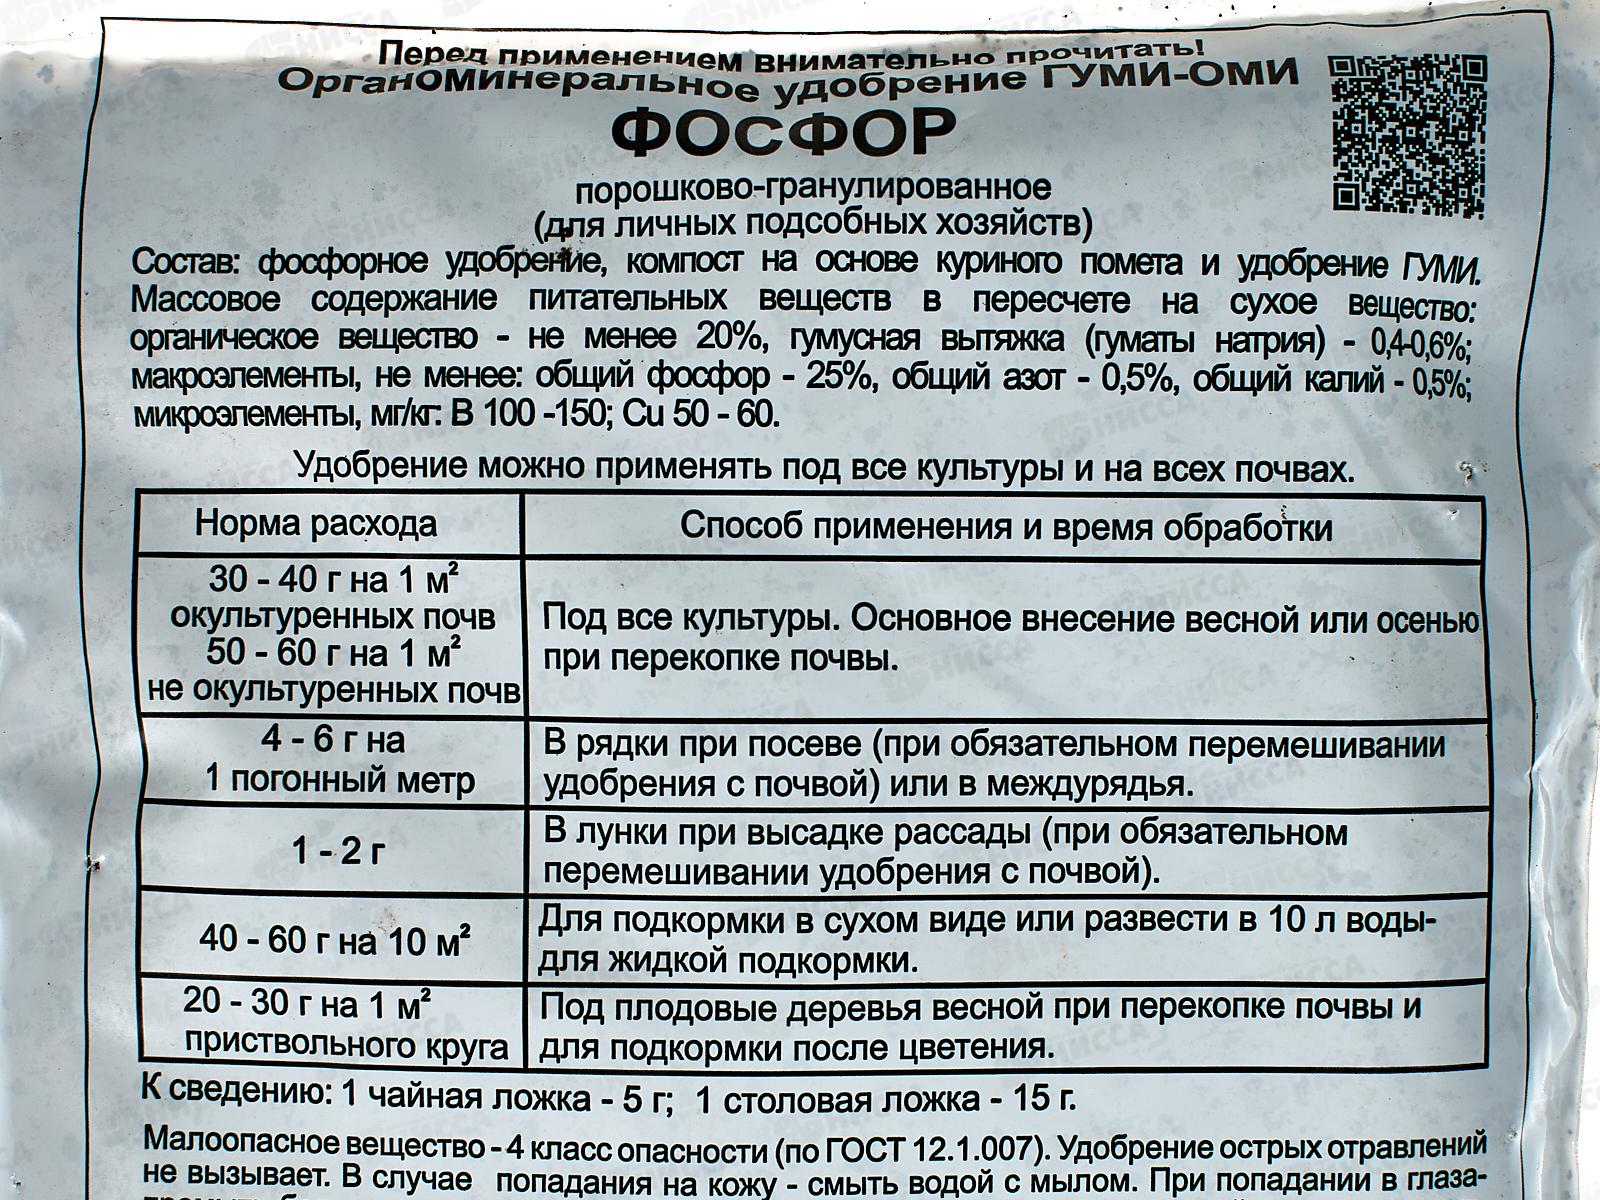 Перед применением внимательно прочитать!
Органоминеральное удобрение ГУМИ-ОМИ
ФОСФОР
порошково-гранулированное
(для личных подсобных хозяйств)
Состав: фосфорное удобрение, компост на основе куриного помета и удобрение ГУМИ.
Массовое содержание питательных веществ в пересчете на сухое вещество:
органическое вещество - не менее 20%, гумусная вытяжка (гуматы натрия) - 0,4-0,6%;
макроэлементы, не менее: общий фосфор - 25%, общий азот - 0,5%, общий калий - 0,5%;
микроэлементы, мг/кг: В 100 -150; Cu 50 - 60.
Удобрение можно применять под все культуры и на всех почвах.
Норма расхода
Способ применения и время обработки
30 - 40 г на 1 м²
окультуренных почв
50 - 60 г на 1 м²
не окультуренных почв
Под все культуры. Основное внесение весной или осенью
при перекопке почвы.
4 - 6 г на
1 погонный метр
В рядки при посеве (при обязательном перемешивании
удобрения с почвой) или в междурядья.
1 - 2 г
В лунки при высадке рассады (при обязательном
перемешивании удобрения с почвой).
40 - 60 г на 10 м²
Для подкормки в сухом виде или развести в 10 л воды-
для жидкой подкормки.
20 - 30 г на 1 м²
приствольного круга
Под плодовые деревья весной при перекопке почвы и
для подкормки после цветения.
К сведению: 1 чайная ложка - 5 г; 1 столовая ложка - 15 г.
Малоопасное вещество - 4 класс опасности (по ГОСТ 12.1.007). Удобрение острых отравлений
не вызывает. В случае попадания на кожу - смыть водой с мылом. При попадании в глаза-